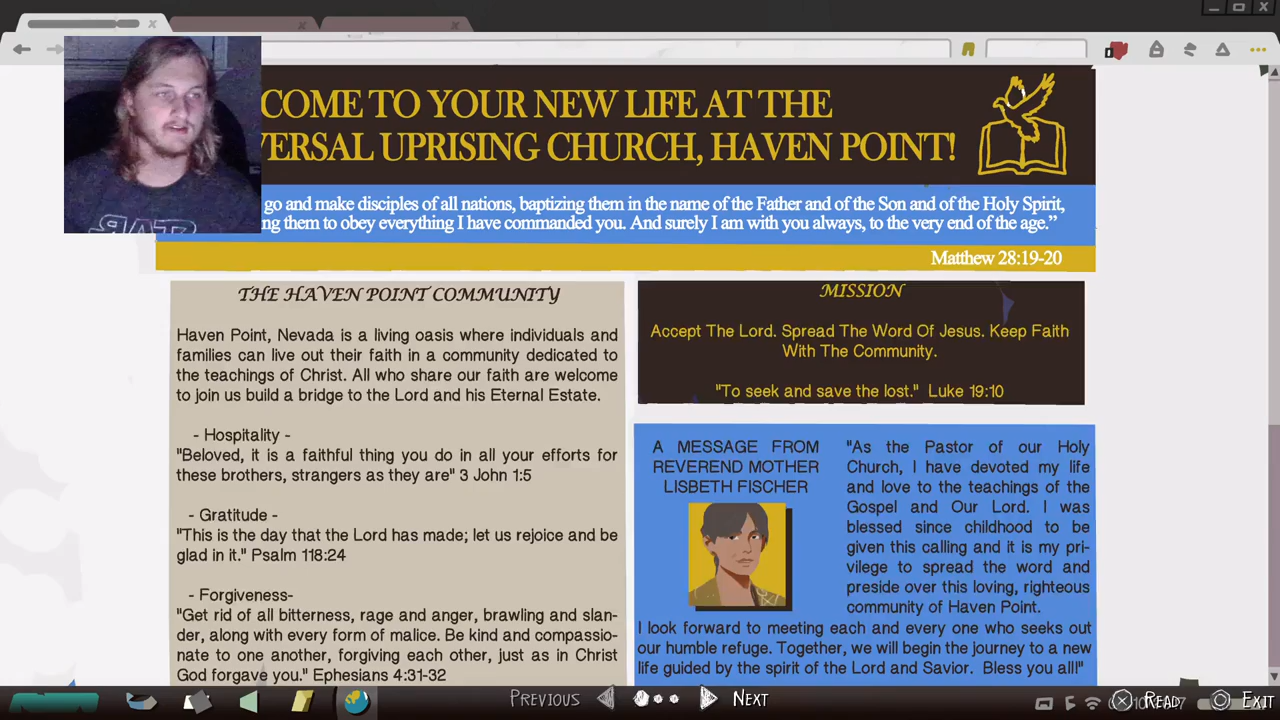 COME TO YOUR NEW LIFE AT THE
VERSAL UPRISING CHURCH, HAVEN POINT!
go and make disciples of all nations, baptizing them in the name of the Father and of the Son and of the Holy Spirit,
ng them to obey everything I have commanded you. And surely I am with you always, to the very end of the age.”
Matthew 28:19-20
THE HAVEN POINT COMMUNITY
Haven Point, Nevada is a living oasis where individuals and
families can live out their faith in a community dedicated to
the teachings of Christ. All who share our faith are welcome
to join us build a bridge to the Lord and his Eternal Estate.
- Hospitality -
"Beloved, it is a faithful thing you do in all your efforts for
these brothers, strangers as they are" 3 John 1:5
- Gratitude -
"This is the day that the Lord has made; let us rejoice and be
glad in it." Psalm 118:24
- Forgiveness-
"Get rid of all bitterness, rage and anger, brawling and slan-
der, along with every form of malice. Be kind and compassio-
nate to one another, forgiving each other, just as in Christ
God forgave you." Ephesians 4:31-32
MISSION
Accept The Lord. Spread The Word Of Jesus. Keep Faith
With The Community.
"To seek and save the lost." Luke 19:10
A MESSAGE FROM
REVEREND MOTHER
LISBETH FISCHER
"As the Pastor of our Holy
Church, I have devoted my life
and love to the teachings of the
Gospel and Our Lord. I was
blessed since childhood to be
given this calling and it is my pri-
vilege to spread the word and
preside over this loving, righteous
community of Haven Point.
I look forward to meeting each and every one who seeks out
our humble refuge. Together, we will begin the journey to a new
life guided by the spirit of the Lord and Savior. Bless you all!"
PREVIOUS
NEXT
READ
EXIT